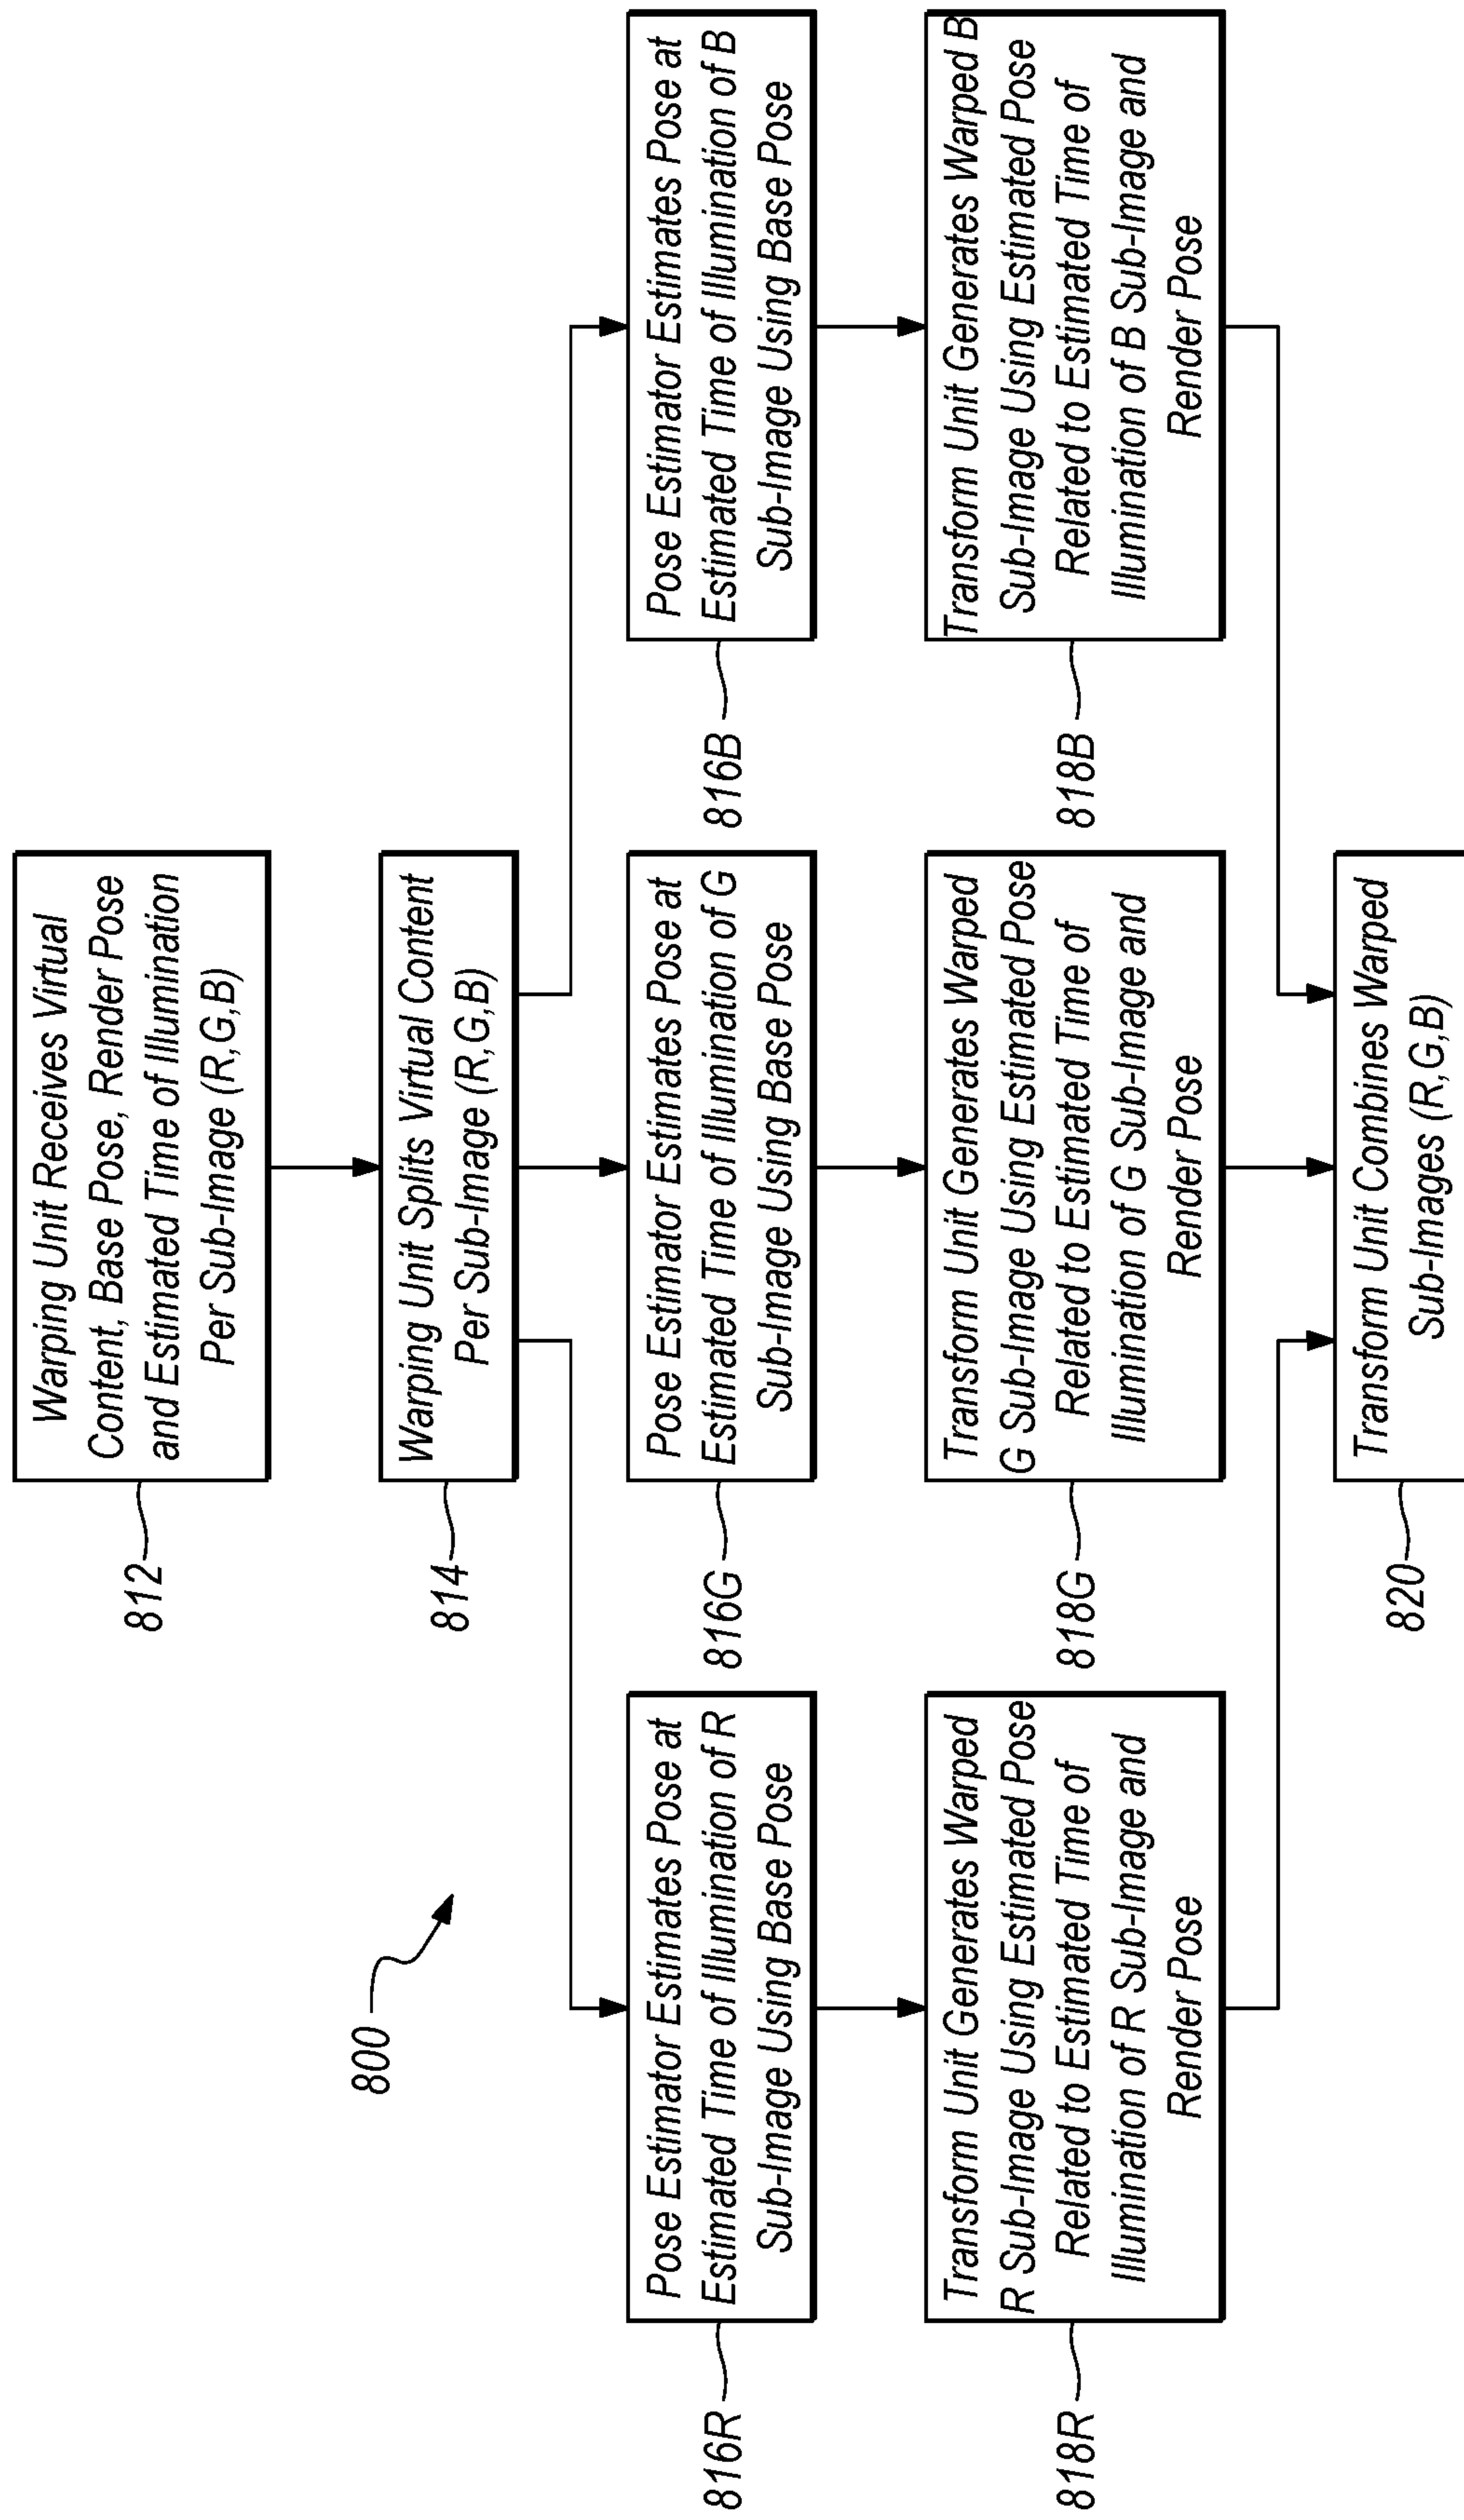 812
Warping Unit Receives Virtual
Content, Base Pose, Render Pose
and Estimated Time of Illumination
Per Sub-Image (R,G,B)
800
814
Warping Unit Splits Virtual Content
Per Sub-Image (R,G,B)
816R
Pose Estimator Estimates Pose at
Estimated Time of Illumination of R
Sub-Image Using Base Pose
816G
Pose Estimator Estimates Pose at
Estimated Time of Illumination of G
Sub-Image Using Base Pose
816B
Pose Estimator Estimates Pose at
Estimated Time of Illumination of B
Sub-Image Using Base Pose
818R
Transform Unit Generates Warped
R Sub-Image Using Estimated Pose
Related to Estimated Time of
Illumination of R Sub-Image and
Render Pose
818G
Transform Unit Generates Warped
G Sub-Image Using Estimated Pose
Related to Estimated Time of
Illumination of G Sub-Image and
Render Pose
818B
Transform Unit Generates Warped B
Sub-Image Using Estimated Pose
Related to Estimated Time of
Illumination of B Sub-Image and
Render Pose
820
Transform Unit Combines Warped
Sub-Images (R,G,B)